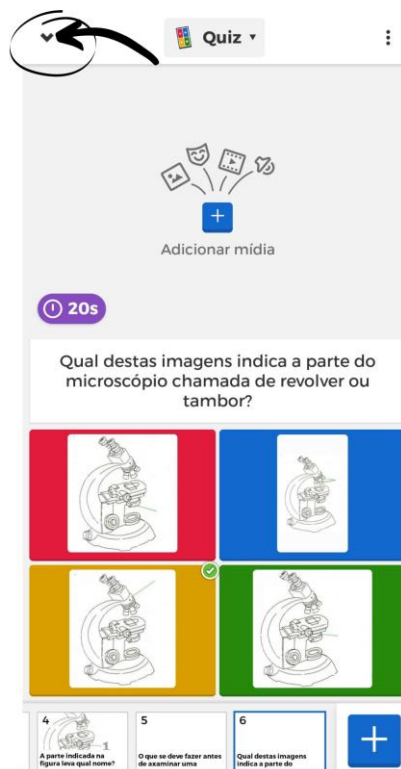 Quiz
Adicionar mídia
20s
Qual destas imagens indica a parte do
microscópio chamada de revolver ou
tambor?
4
1
A parte indicada na
figura leva qual nome?
5
O que se deve fazer antes
de axaminar uma
6
Qual destas imagens
indica a parte do